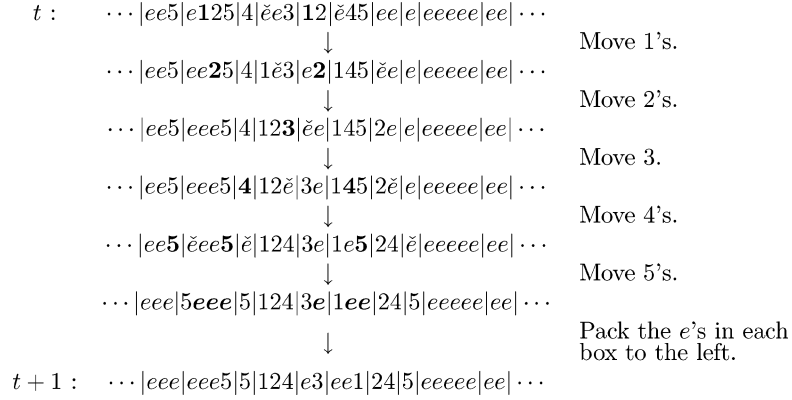 t : ⋯|ee5|e125|4|ěe3|12|ě45|ee|e|eeeee|ee|⋯
↓ Move 1's.
⋯|ee5|ee25|4|1ě3|e2|145|ěe|e|eeeee|ee|⋯
↓ Move 2's.
⋯|ee5|eee5|4|123|ěe|145|2e|e|eeeee|ee|⋯
↓ Move 3.
⋯|ee5|eee5|4|12ě|3e|145|2ě|e|eeeee|ee|⋯
↓ Move 4's.
⋯|ee5|ěee5|ě|124|3e|1e5|24|ě|eeeee|ee|⋯
↓ Move 5's.
⋯|eee|5eee|5|124|3e|1ee|24|5|eeeee|ee|⋯
↓ Pack the e's in each
box to the left.
t + 1 : ⋯|eee|eee5|5|124|e3|ee1|24|5|eeeee|ee|⋯